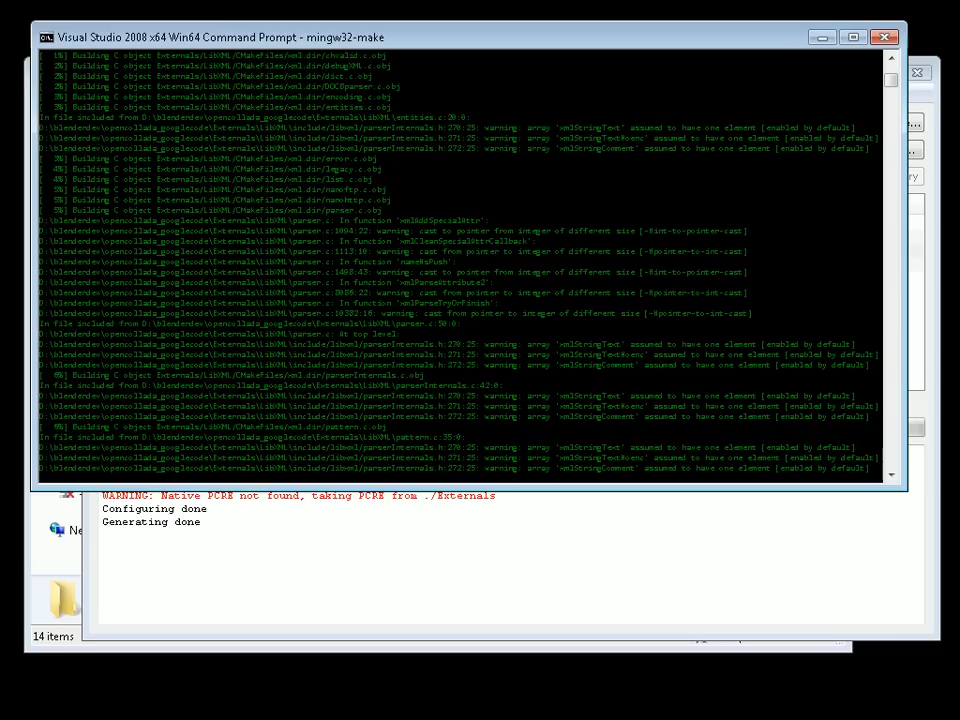 Visual Studio 2008 x64 Win64 Command Prompt - mingw32-make
[  1%] Building C object Externals/LibXML/CMakeFiles/xml.dir/chvalid.c.obj
[  2%] Building C object Externals/LibXML/CMakeFiles/xml.dir/debugXML.c.obj
[  2%] Building C object Externals/LibXML/CMakeFiles/xml.dir/dict.c.obj
[  2%] Building C object Externals/LibXML/CMakeFiles/xml.dir/DOCBparser.c.obj
[  3%] Building C object Externals/LibXML/CMakeFiles/xml.dir/encoding.c.obj
[  3%] Building C object Externals/LibXML/CMakeFiles/xml.dir/entities.c.obj
In file included from D:\blenderdev\opencollada_googlecode\Externals\LibXML\entities.c:20:0:
D:\blenderdev\opencollada_googlecode\Externals\LibXML\include/libxml/parserInternals.h:270:25: warning: array 'xmlStringText' assumed to have one element [enabled by default]
D:\blenderdev\opencollada_googlecode\Externals\LibXML\include/libxml/parserInternals.h:271:25: warning: array 'xmlStringTextNoenc' assumed to have one element [enabled by default]
D:\blenderdev\opencollada_googlecode\Externals\LibXML\include/libxml/parserInternals.h:272:25: warning: array 'xmlStringComment' assumed to have one element [enabled by default]
[  3%] Building C object Externals/LibXML/CMakeFiles/xml.dir/error.c.obj
[  4%] Building C object Externals/LibXML/CMakeFiles/xml.dir/legacy.c.obj
[  4%] Building C object Externals/LibXML/CMakeFiles/xml.dir/list.c.obj
[  5%] Building C object Externals/LibXML/CMakeFiles/xml.dir/nanoftp.c.obj
[  5%] Building C object Externals/LibXML/CMakeFiles/xml.dir/nanohttp.c.obj
[  5%] Building C object Externals/LibXML/CMakeFiles/xml.dir/parser.c.obj
D:\blenderdev\opencollada_googlecode\Externals\LibXML\parser.c: In function 'xmlAddSpecialAttr':
D:\blenderdev\opencollada_googlecode\Externals\LibXML\parser.c:1094:22: warning: cast to pointer from integer of different size [-Wint-to-pointer-cast]
D:\blenderdev\opencollada_googlecode\Externals\LibXML\parser.c: In function 'xmlCleanSpecialAttrCallback':
D:\blenderdev\opencollada_googlecode\Externals\LibXML\parser.c:1113:10: warning: cast from pointer to integer of different size [-Wpointer-to-int-cast]
D:\blenderdev\opencollada_googlecode\Externals\LibXML\parser.c: In function 'nameNsPush':
D:\blenderdev\opencollada_googlecode\Externals\LibXML\parser.c:1498:43: warning: cast to pointer from integer of different size [-Wint-to-pointer-cast]
D:\blenderdev\opencollada_googlecode\Externals\LibXML\parser.c: In function 'xmlParseAttribute2':
D:\blenderdev\opencollada_googlecode\Externals\LibXML\parser.c:8086:22: warning: cast from pointer to integer of different size [-Wpointer-to-int-cast]
D:\blenderdev\opencollada_googlecode\Externals\LibXML\parser.c: In function 'xmlParseTryOrFinish':
D:\blenderdev\opencollada_googlecode\Externals\LibXML\parser.c:10382:16: warning: cast from pointer to integer of different size [-Wpointer-to-int-cast]
In file included from D:\blenderdev\opencollada_googlecode\Externals\LibXML\parser.c:50:0:
D:\blenderdev\opencollada_googlecode\Externals\LibXML\parser.c: At top level:
D:\blenderdev\opencollada_googlecode\Externals\LibXML\include/libxml/parserInternals.h:270:25: warning: array 'xmlStringText' assumed to have one element [enabled by default]
D:\blenderdev\opencollada_googlecode\Externals\LibXML\include/libxml/parserInternals.h:271:25: warning: array 'xmlStringTextNoenc' assumed to have one element [enabled by default]
D:\blenderdev\opencollada_googlecode\Externals\LibXML\include/libxml/parserInternals.h:272:25: warning: array 'xmlStringComment' assumed to have one element [enabled by default]
[  6%] Building C object Externals/LibXML/CMakeFiles/xml.dir/parserInternals.c.obj
In file included from D:\blenderdev\opencollada_googlecode\Externals\LibXML\parserInternals.c:42:0:
D:\blenderdev\opencollada_googlecode\Externals\LibXML\include/libxml/parserInternals.h:270:25: warning: array 'xmlStringText' assumed to have one element [enabled by default]
D:\blenderdev\opencollada_googlecode\Externals\LibXML\include/libxml/parserInternals.h:271:25: warning: array 'xmlStringTextNoenc' assumed to have one element [enabled by default]
D:\blenderdev\opencollada_googlecode\Externals\LibXML\include/libxml/parserInternals.h:272:25: warning: array 'xmlStringComment' assumed to have one element [enabled by default]
[  6%] Building C object Externals/LibXML/CMakeFiles/xml.dir/pattern.c.obj
In file included from D:\blenderdev\opencollada_googlecode\Externals\LibXML\pattern.c:35:0:
D:\blenderdev\opencollada_googlecode\Externals\LibXML\include/libxml/parserInternals.h:270:25: warning: array 'xmlStringText' assumed to have one element [enabled by default]
D:\blenderdev\opencollada_googlecode\Externals\LibXML\include/libxml/parserInternals.h:271:25: warning: array 'xmlStringTextNoenc' assumed to have one element [enabled by default]
D:\blenderdev\opencollada_googlecode\Externals\LibXML\include/libxml/parserInternals.h:272:25: warning: array 'xmlStringComment' assumed to have one element [enabled by default]
ry
WARNING: Native PCRE not found, taking PCRE from ./Externals
Configuring done
Generating done
Ne
14 items